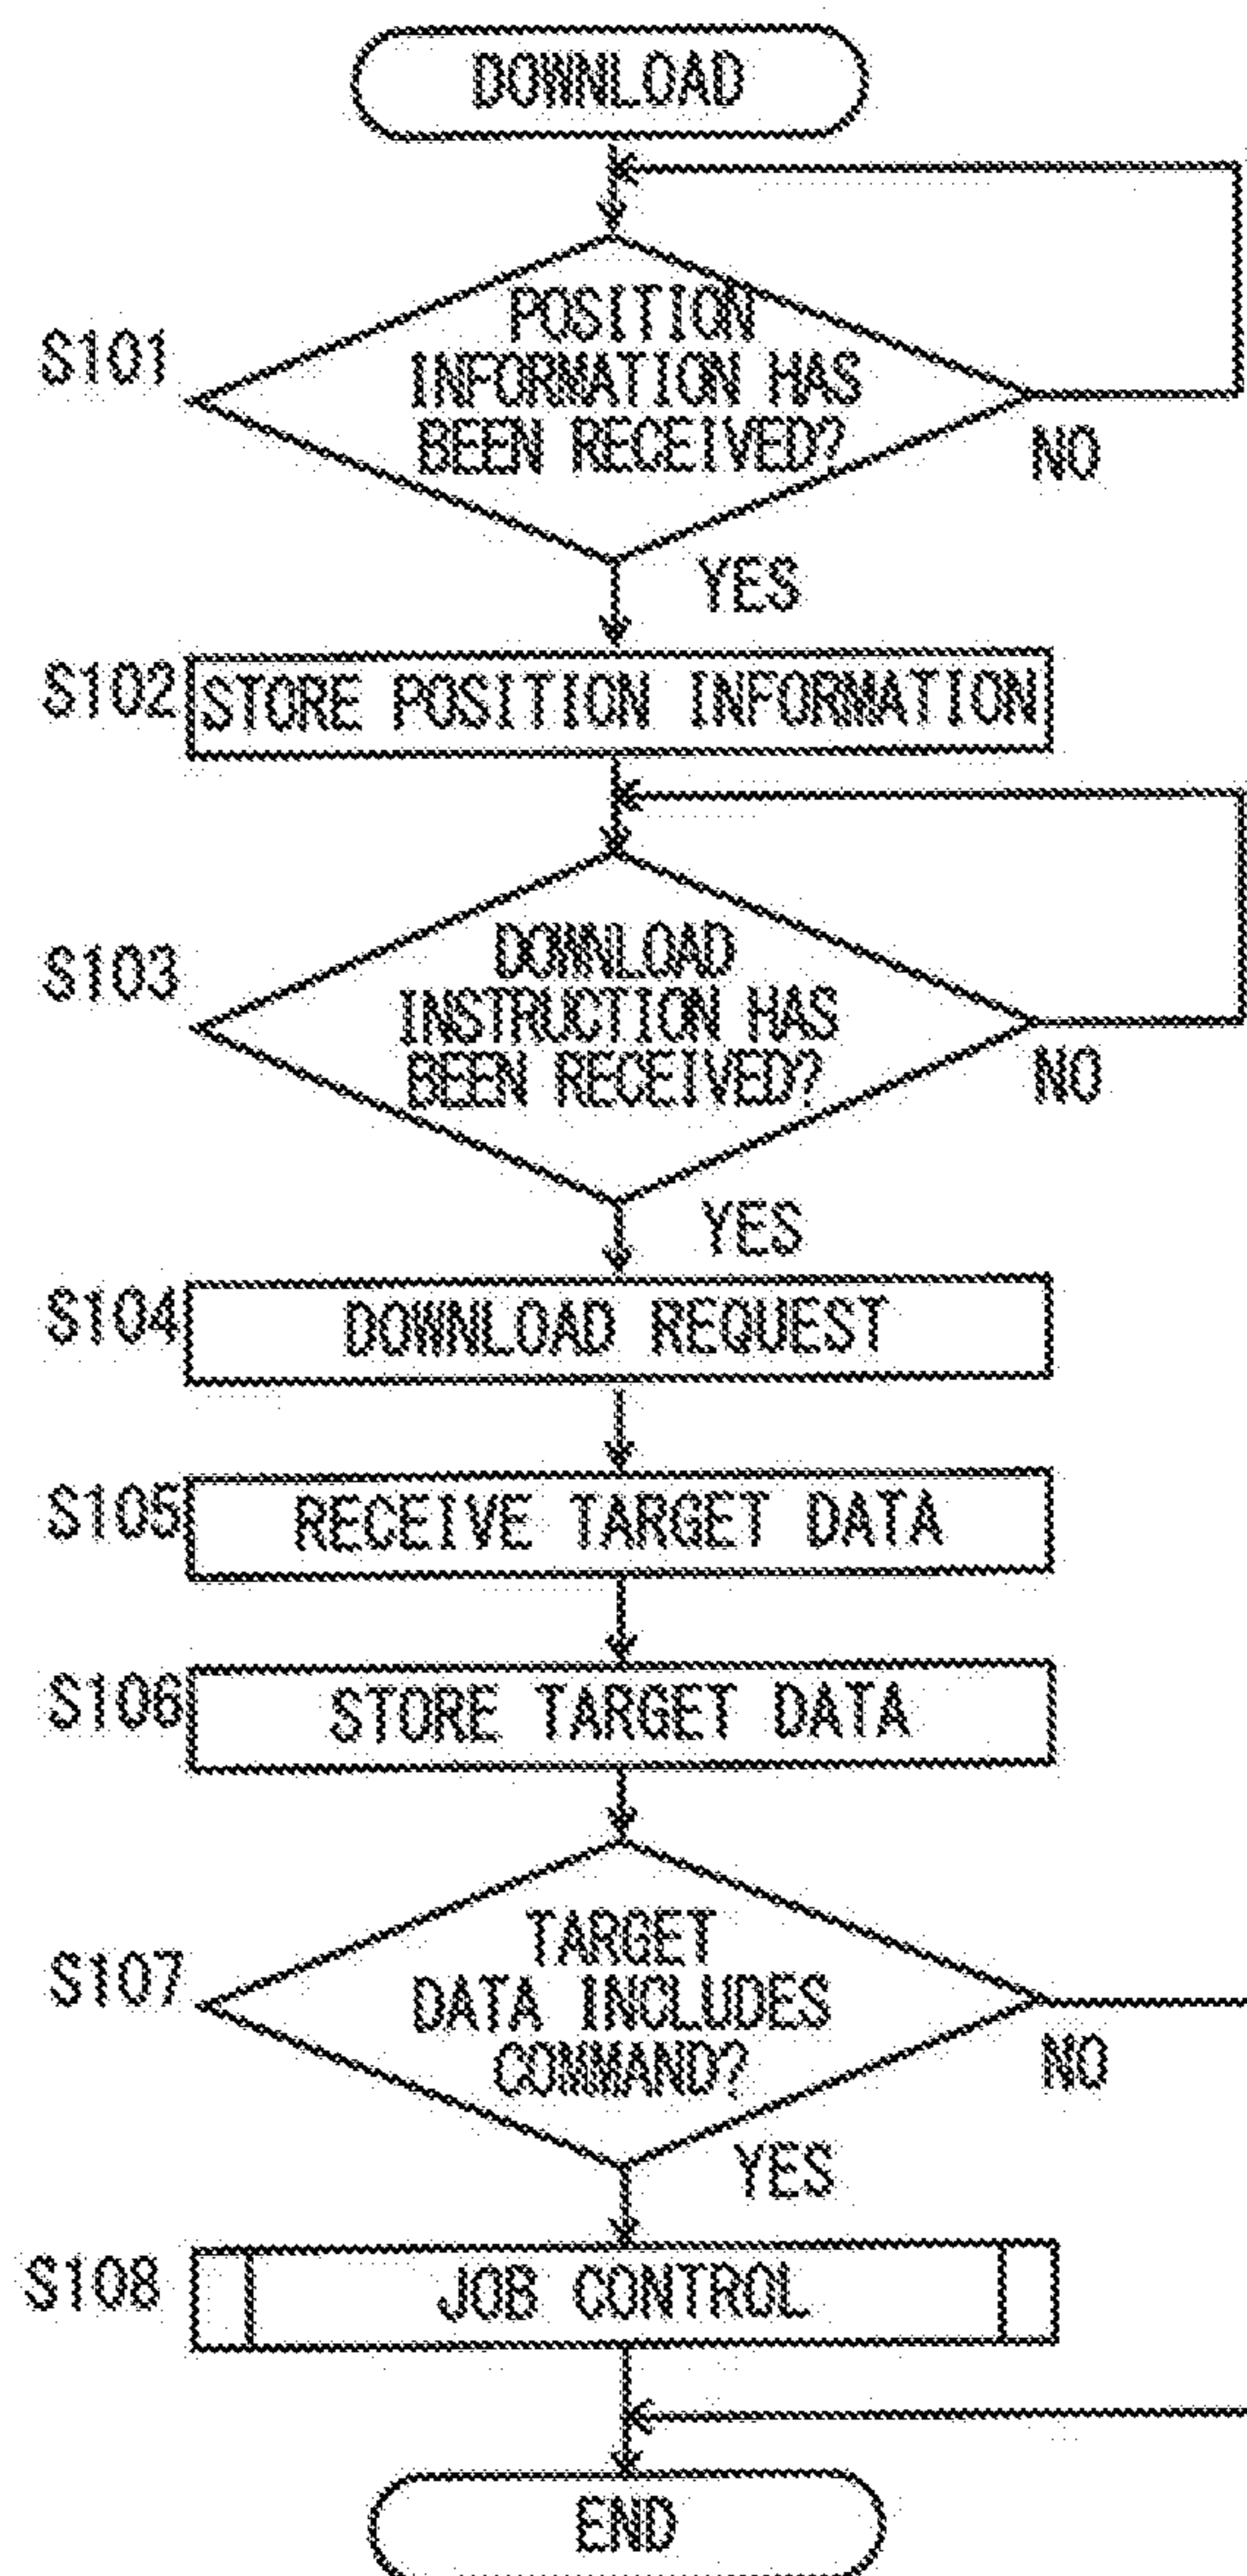 DOWNLOAD
S101
POSITION
INFORMATION HAS
BEEN RECEIVED?
NO
YES
S102
STORE POSITION INFORMATION
S103
DOWNLOAD
INSTRUCTION HAS
BEEN RECEIVED?
NO
YES
S104
DOWNLOAD REQUEST
S105
RECEIVE TARGET DATA
S106
STORE TARGET DATA
S107
TARGET
DATA INCLUDES
COMMAND?
NO
YES
S108
JOB CONTROL
END